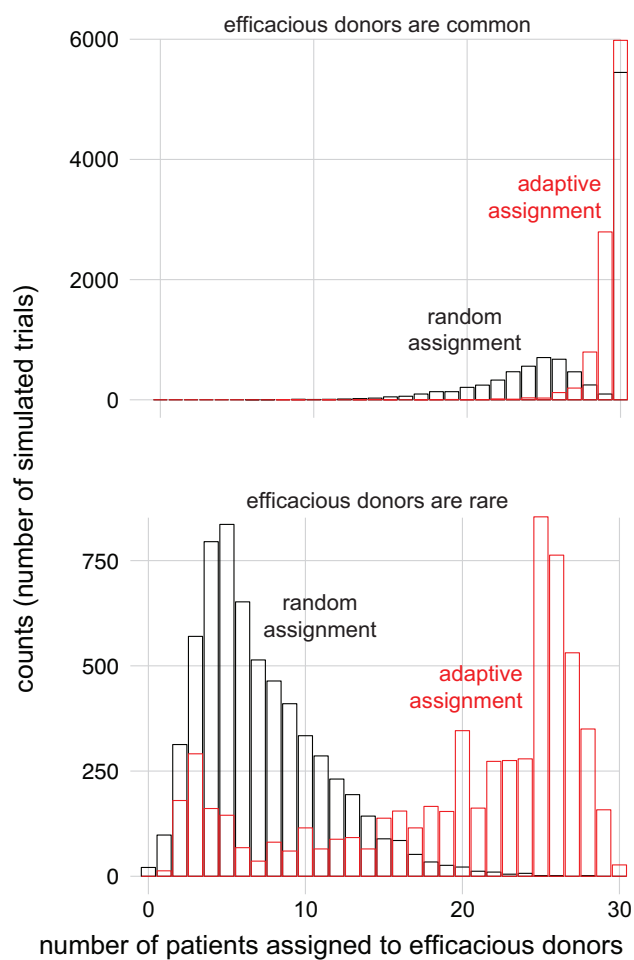 efficacious donors are common
6000
4000
2000
0
adaptive
assignment
random
assignment
counts (number of simulated trials)
efficacious donors are rare
750
500
250
0
random
assignment
adaptive
assignment
0
10
20
30
number of patients assigned to efficacious donors